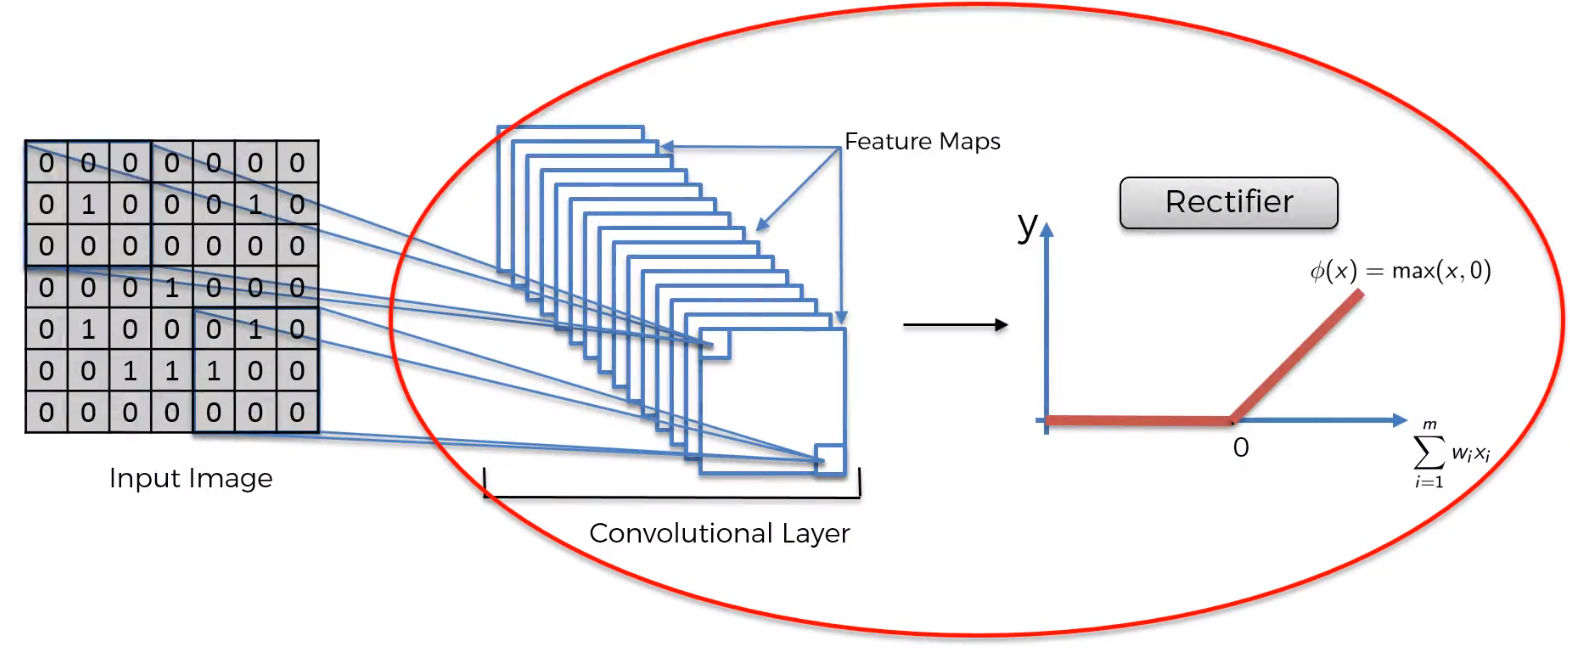 0 0 0 0 0 0 0
0 1 0 0 0 1 0
0 0 0 0 0 0 0
0 0 0 1 0 0 0
0 1 0 0 0 1 0
0 0 1 1 1 0 0
0 0 0 0 0 0 0
Input Image
Feature Maps
Convolutional Layer
Rectifier
y
ϕ(x) = max(x, 0)
0
m
∑ wᵢxᵢ
i=1